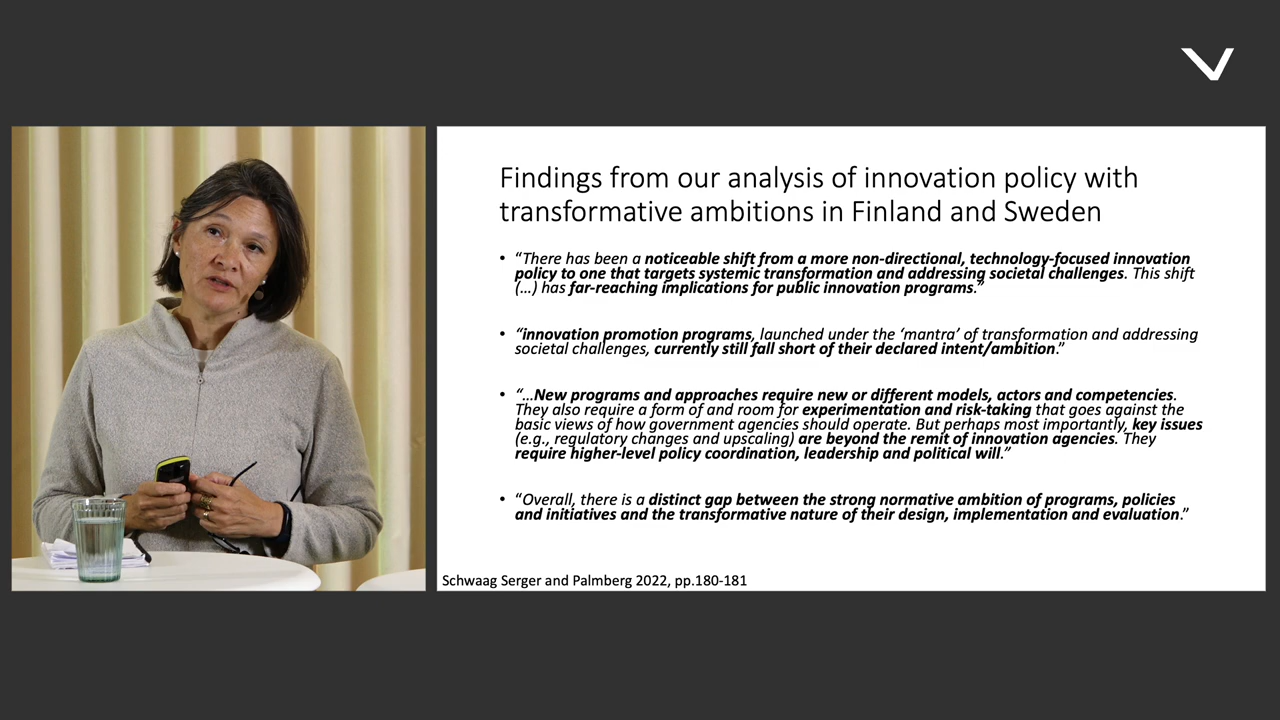 Findings from our analysis of innovation policy with
transformative ambitions in Finland and Sweden
• “There has been a noticeable shift from a more non-directional, technology-focused innovation
policy to one that targets systemic transformation and addressing societal challenges. This shift
(…) has far-reaching implications for public innovation programs.”
• “innovation promotion programs, launched under the ‘mantra’ of transformation and addressing
societal challenges, currently still fall short of their declared intent/ambition.”
• “…New programs and approaches require new or different models, actors and competencies.
They also require a form of and room for experimentation and risk-taking that goes against the
basic views of how government agencies should operate. But perhaps most importantly, key issues
(e.g., regulatory changes and upscaling) are beyond the remit of innovation agencies. They
require higher-level policy coordination, leadership and political will.”
• “Overall, there is a distinct gap between the strong normative ambition of programs, policies
and initiatives and the transformative nature of their design, implementation and evaluation.”
Schwaag Serger and Palmberg 2022, pp.180-181